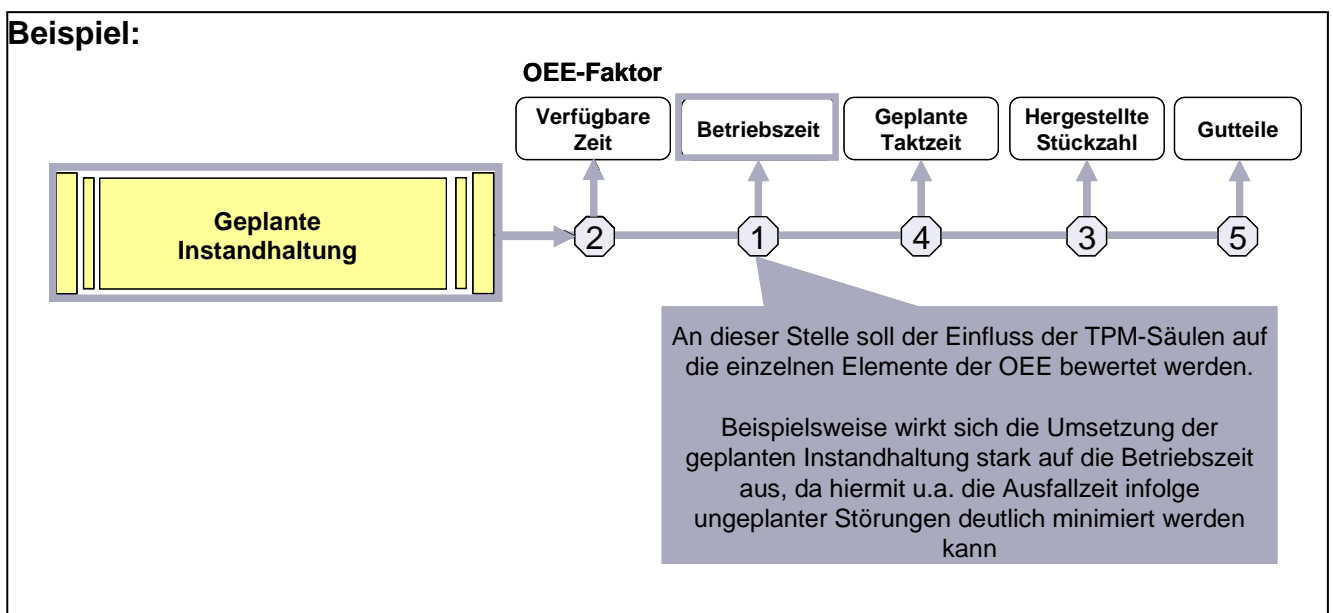 Beispiel:
OEE-Faktor
Verfügbare
Zeit
Betriebszeit
Geplante
Taktzeit
Hergestellte
Stückzahl
Gutteile
Geplante
Instandhaltung
2
1
4
3
5
An dieser Stelle soll der Einfluss der TPM-Säulen auf
die einzelnen Elemente der OEE bewertet werden.
Beispielsweise wirkt sich die Umsetzung der
geplanten Instandhaltung stark auf die Betriebszeit
aus, da hiermit u.a. die Ausfallzeit infolge
ungeplanter Störungen deutlich minimiert werden
kann